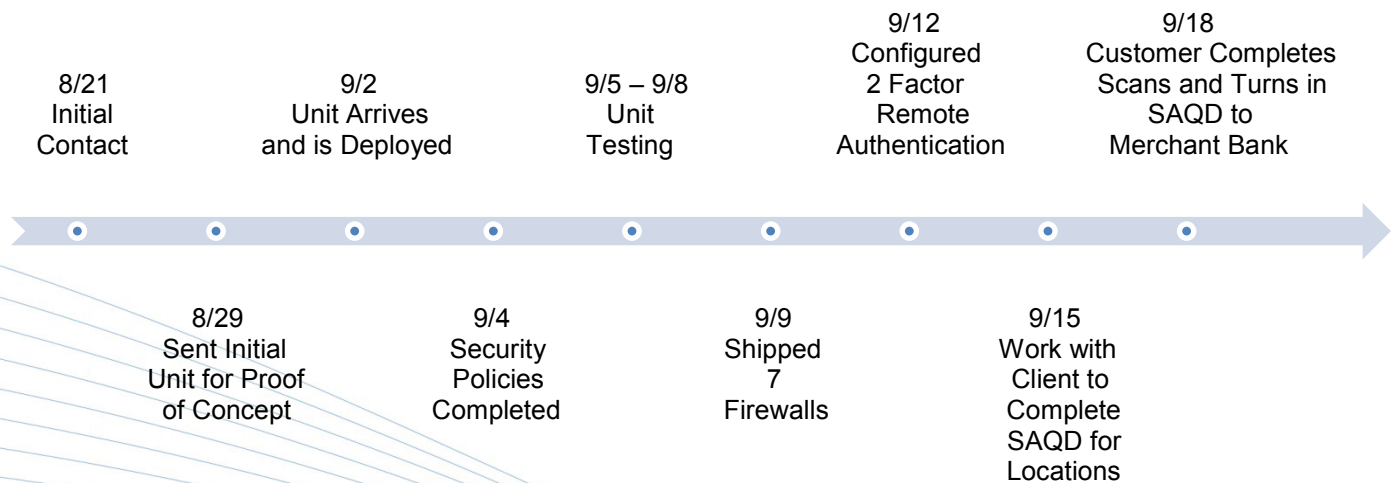 8/21
Initial
Contact
8/29
Sent Initial
Unit for Proof
of Concept
9/2
Unit Arrives
and is Deployed
9/4
Security
Policies
Completed
9/5 – 9/8
Unit
Testing
9/9
Shipped
7
Firewalls
9/12
Configured
2 Factor
Remote
Authentication
9/15
Work with
Client to
Complete
SAQD for
Locations
9/18
Customer Completes
Scans and Turns in
SAQD to
Merchant Bank